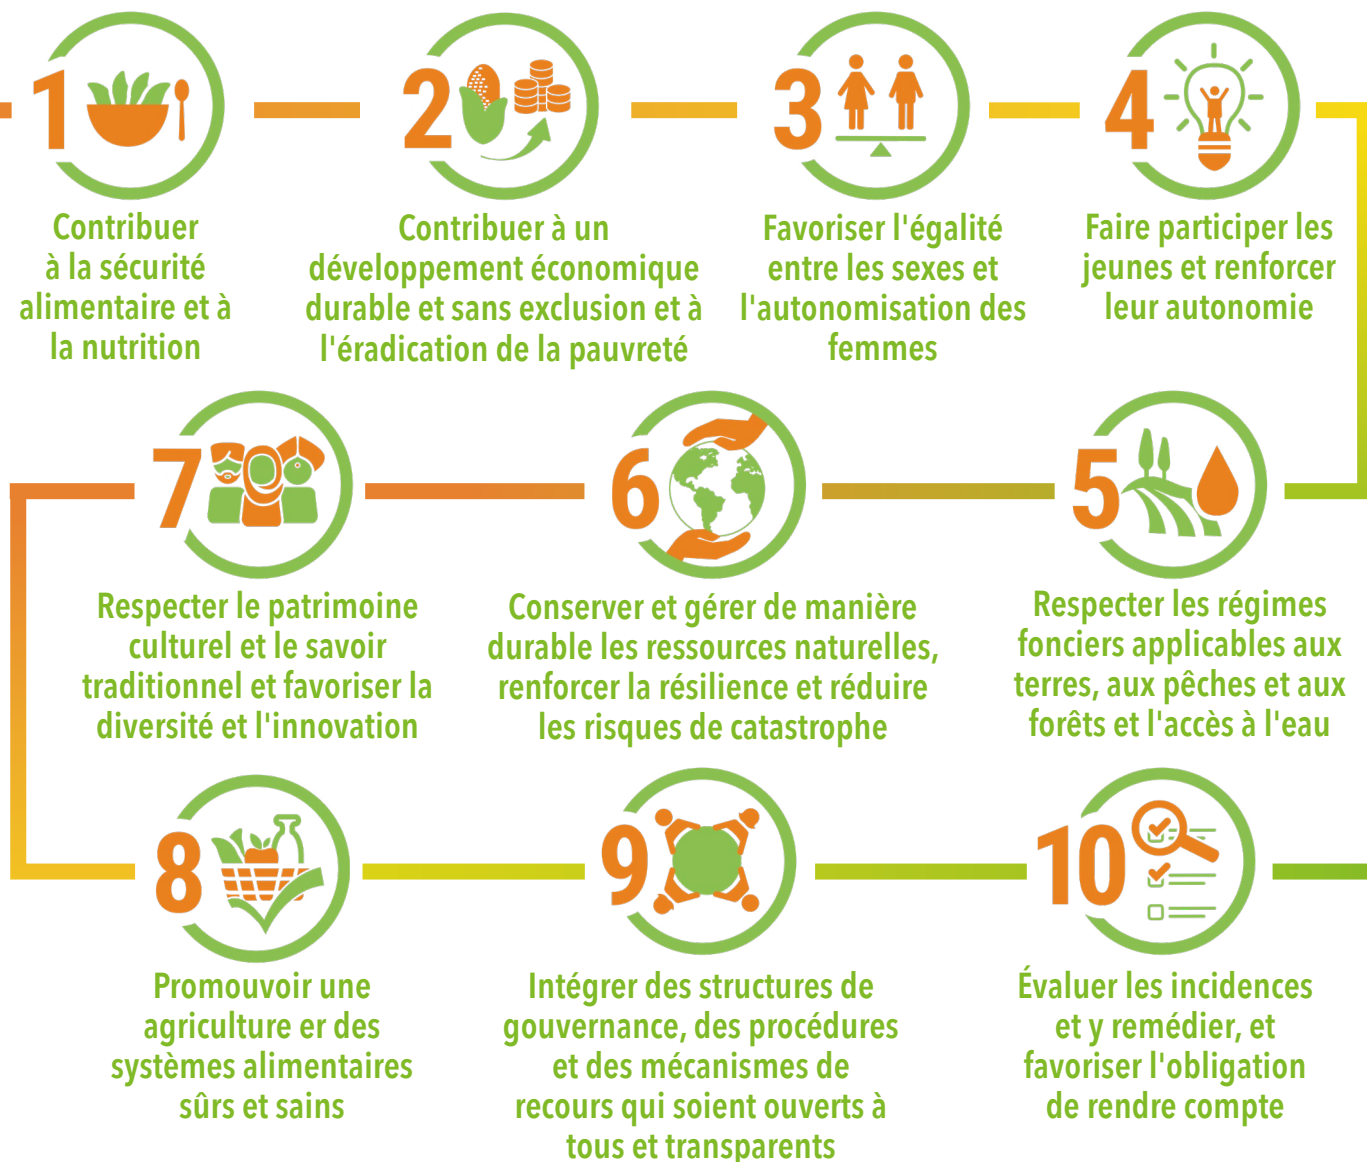 1
Contribuer
à la sécurité
alimentaire et à
la nutrition
2
Contribuer à un
développement économique
durable et sans exclusion et à
l'éradication de la pauvreté
3
Favoriser l'égalité
entre les sexes et
l'autonomisation des
femmes
4
Faire participer les
jeunes et renforcer
leur autonomie
5
Respecter les régimes
fonciers applicables aux
terres, aux pêches et aux
forêts et l'accès à l'eau
6
Conserver et gérer de manière
durable les ressources naturelles,
renforcer la résilience et réduire
les risques de catastrophe
7
Respecter le patrimoine
culturel et le savoir
traditionnel et favoriser la
diversité et l'innovation
8
Promouvoir une
agriculture er des
systèmes alimentaires
sûrs et sains
9
Intégrer des structures de
gouvernance, des procédures
et des mécanismes de
recours qui soient ouverts à
tous et transparents
10
Évaluer les incidences
et y remédier, et
favoriser l'obligation
de rendre compte